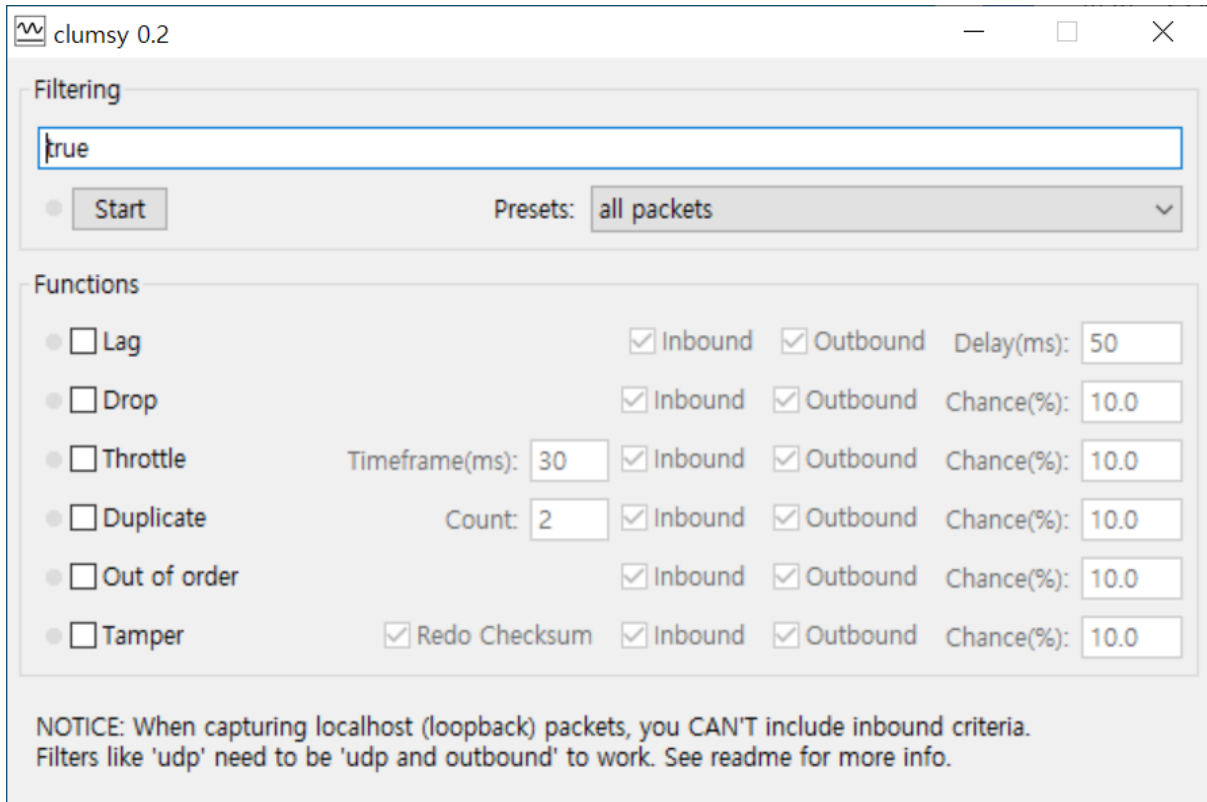 clumsy 0.2
Filtering
true
Start Presets: all packets
Functions
Lag Inbound Outbound Delay(ms): 50
Drop Inbound Outbound Chance(%): 10.0
Throttle Timeframe(ms): 30 Inbound Outbound Chance(%): 10.0
Duplicate Count: 2 Inbound Outbound Chance(%): 10.0
Out of order Inbound Outbound Chance(%): 10.0
Tamper Redo Checksum Inbound Outbound Chance(%): 10.0
NOTICE: When capturing localhost (loopback) packets, you CAN'T include inbound criteria.
Filters like 'udp' need to be 'udp and outbound' to work. See readme for more info.